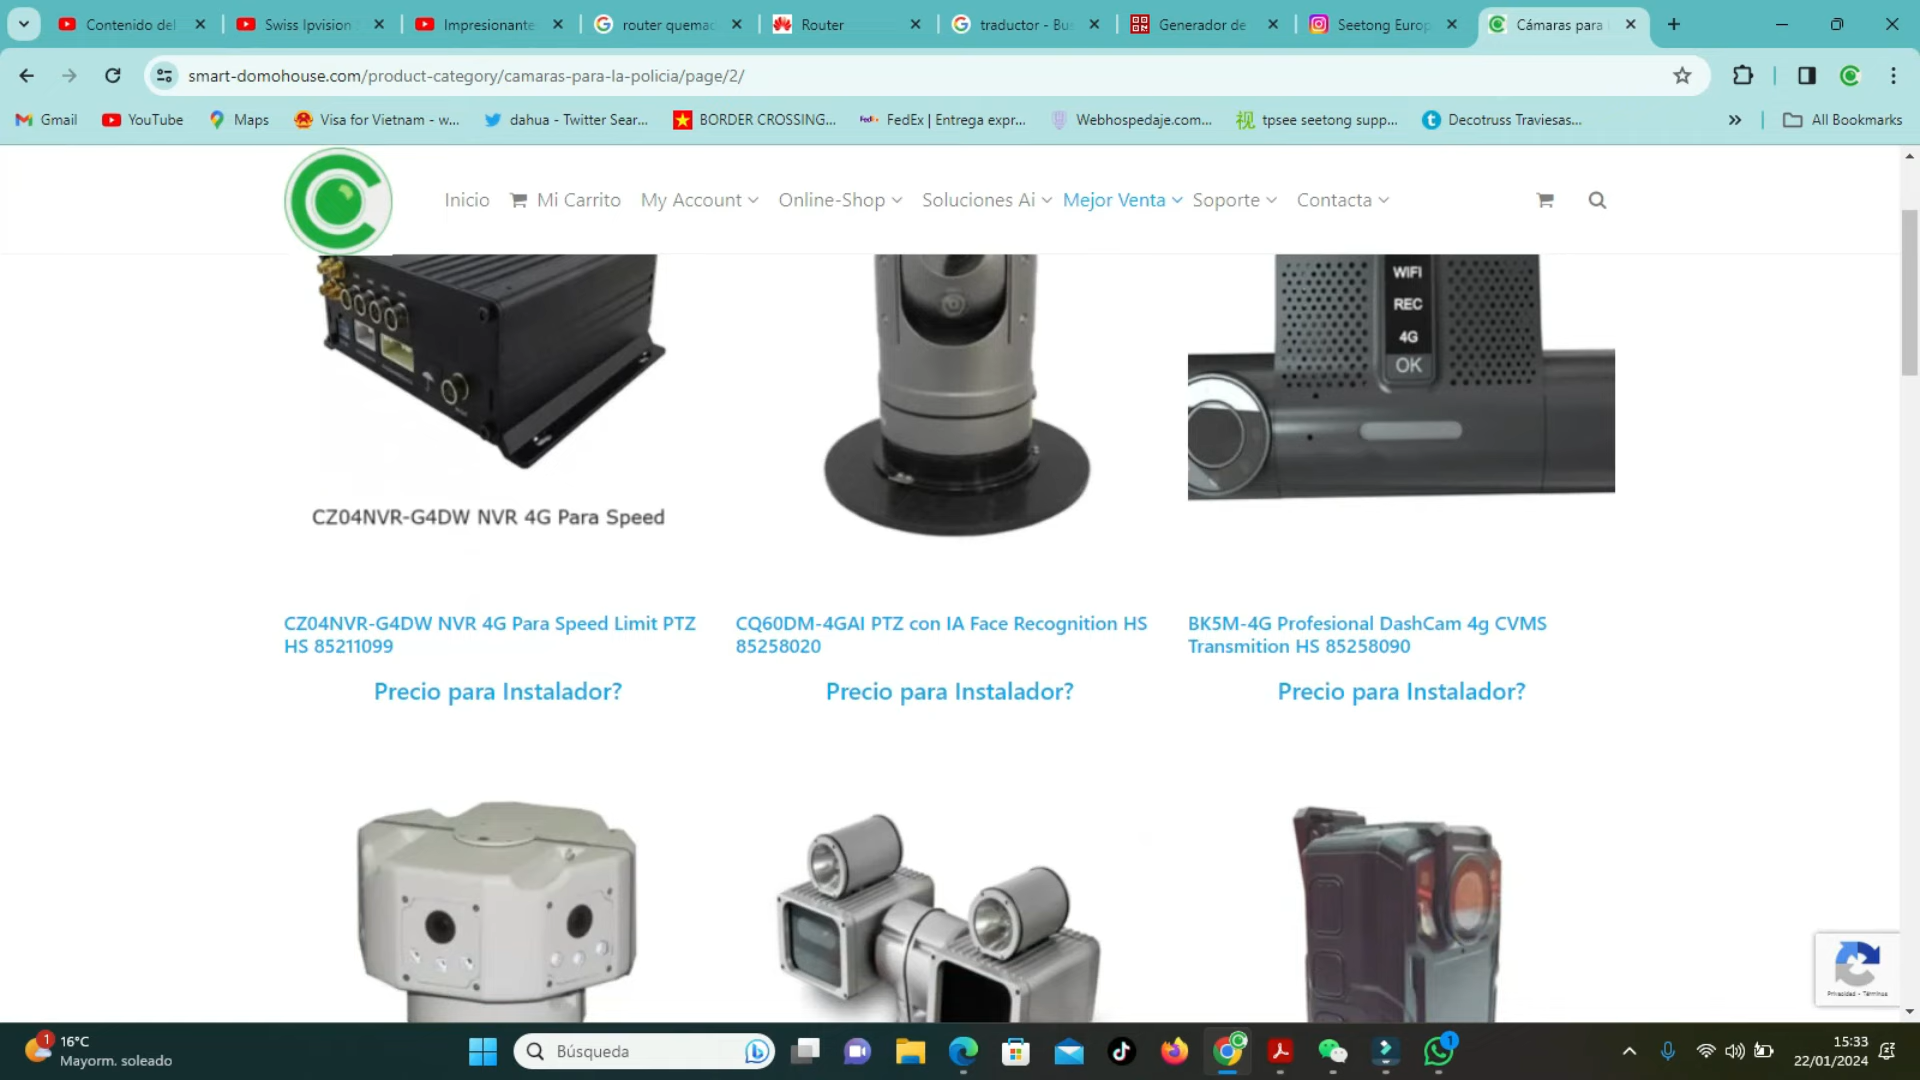 Contenido del
Swiss Ipvision
Impresionante
router quemad
Router
traductor - Bus
Generador de
Seetong Europ
Cámaras para
smart-domohouse.com/product-category/camaras-para-la-policia/page/2/
Gmail
YouTube
Maps
Visa for Vietnam - w...
dahua - Twitter Sear...
BORDER CROSSING...
FedEx | Entrega expr...
Webhospedaje.com...
tpsee seetong supp...
Decotruss Traviesas...
All Bookmarks
Inicio
Mi Carrito
My Account
Online-Shop
Soluciones Ai
Mejor Venta
Soporte
Contacta
WIFI
REC
4G
OK
CZ04NVR-G4DW NVR 4G Para Speed
CZ04NVR-G4DW NVR 4G Para Speed Limit PTZ
HS 85211099
CQ60DM-4GAI PTZ con IA Face Recognition HS
85258020
BK5M-4G Profesional DashCam 4g CVMS
Transmition HS 85258090
Precio para Instalador?
Precio para Instalador?
Precio para Instalador?
Privacidad - Términos
1
16°C
Mayorm. soleado
Búsqueda
1
15:33
22/01/2024